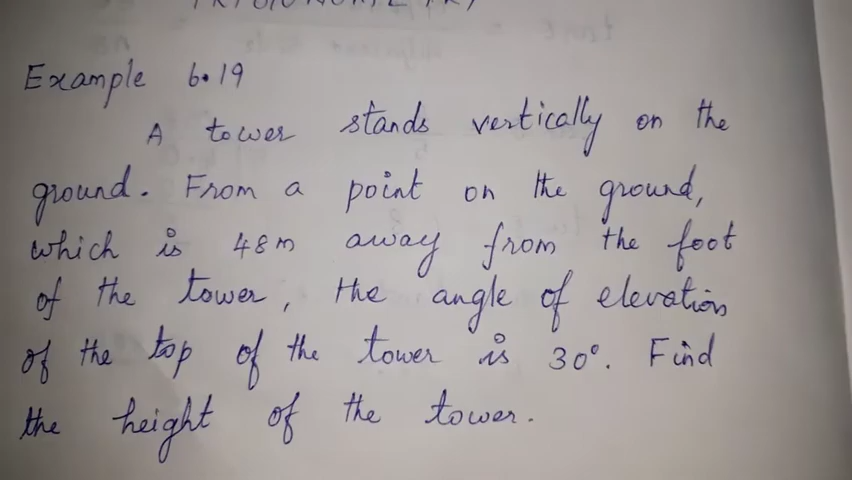 TRIGONOMETRY
Example 6.19
A tower stands vertically on the
ground. From a point on the ground,
which is 48m away from the foot
of the tower, the angle of elevation
of the top of the tower is 30°. Find
the height of the tower.